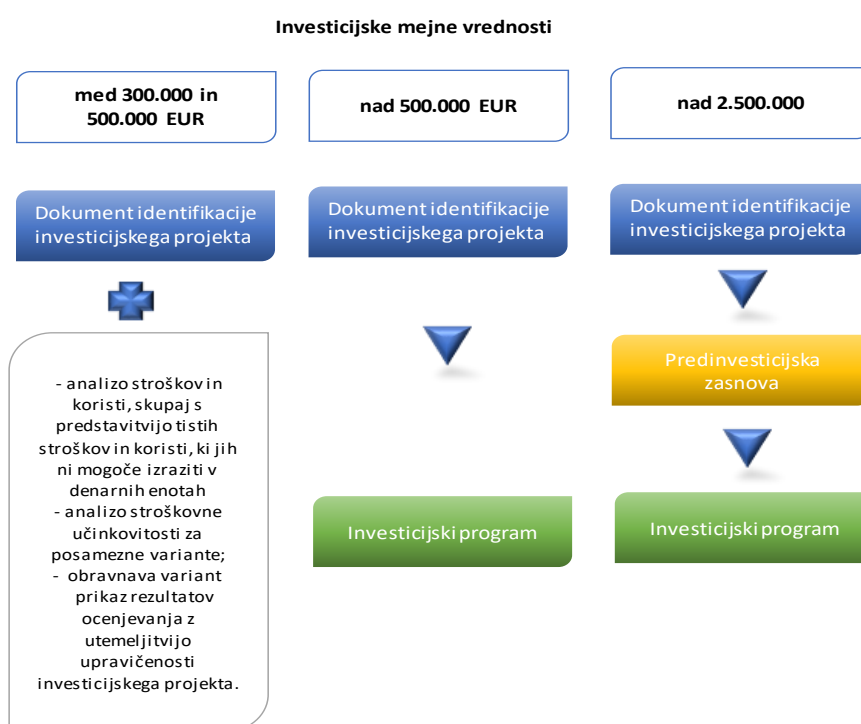 Investicijske mejne vrednosti
med 300.000 in
500.000 EUR
nad 500.000 EUR
nad 2.500.000
Dokument identifikacije
investicijskega projekta
Dokument identifikacije
investicijskega projekta
Dokument identifikacije
investicijskega projekta
- analizo stroškov in
koristi, skupaj s
predstavitvijo tistih
stroškov in koristi, ki jih
ni mogoče izraziti v
denarnih enotah
- analizo stroškovne
učinkovitosti za
posamezne variante;
- obravnava variant
prikaz rezultatov
ocenjevanja z
utemeljitvijo
upravičenosti
investicijskega projekta.
Investicijski program
Predinvesticijska
zasnova
Investicijski program